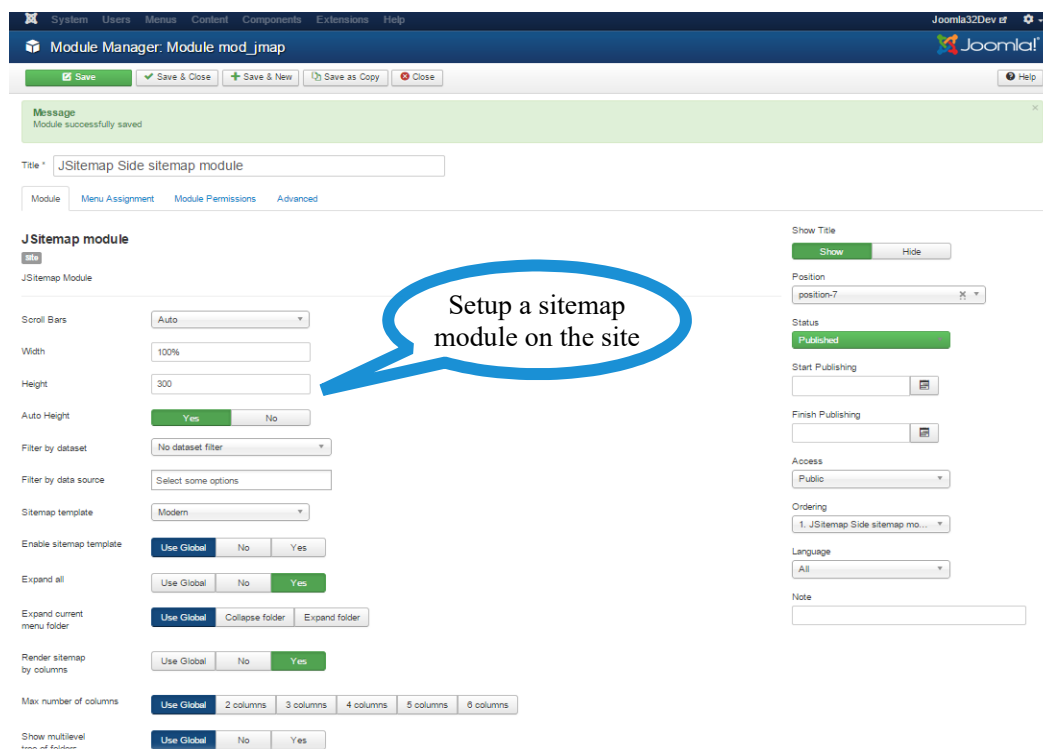 System Users Menus Content Components Extensions Help Joomla32Dev
Module Manager: Module mod_jmap Joomla!
Save Save & Close Save & New Save as Copy Close Help
Message
Module successfully saved
Title * JSitemap Side sitemap module
Module Menu Assignment Module Permissions Advanced
JSitemap module
Site
JSitemap Module
Setup a sitemap
module on the site
Scroll Bars Auto
Width 100%
Height 300
Auto Height Yes No
Filter by dataset No dataset filter
Filter by data source Select some options
Sitemap template Modern
Enable sitemap template Use Global No Yes
Expand all Use Global No Yes
Expand current
menu folder
Use Global Collapse folder Expand folder
Render sitemap
by columns
Use Global No Yes
Max number of columns Use Global 2 columns 3 columns 4 columns 5 columns 6 columns
Show multilevel
tree of folders
Use Global No Yes
Show Title
Show Hide
Position
position-7
Status
Published
Start Publishing
Finish Publishing
Access
Public
Ordering
1. JSitemap Side sitemap mo...
Language
All
Note